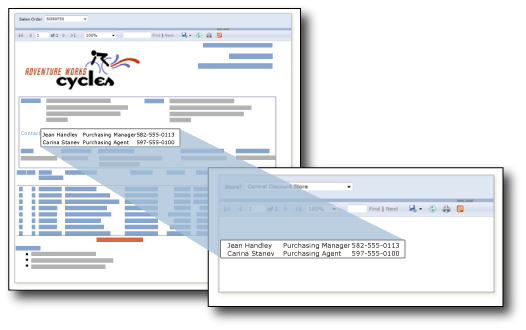 Sales Order
1 of 1 100% Find | Next
ADVENTURE WORKS
cycles
Contact
Jean Handley Purchasing Manager 582-555-0113
Carina Stanev Purchasing Agent 597-555-0100
Store? Central Discount Store
1 of 1 100% Find | Next
Jean Handley Purchasing Manager 582-555-0113
Carina Stanev Purchasing Agent 597-555-0100